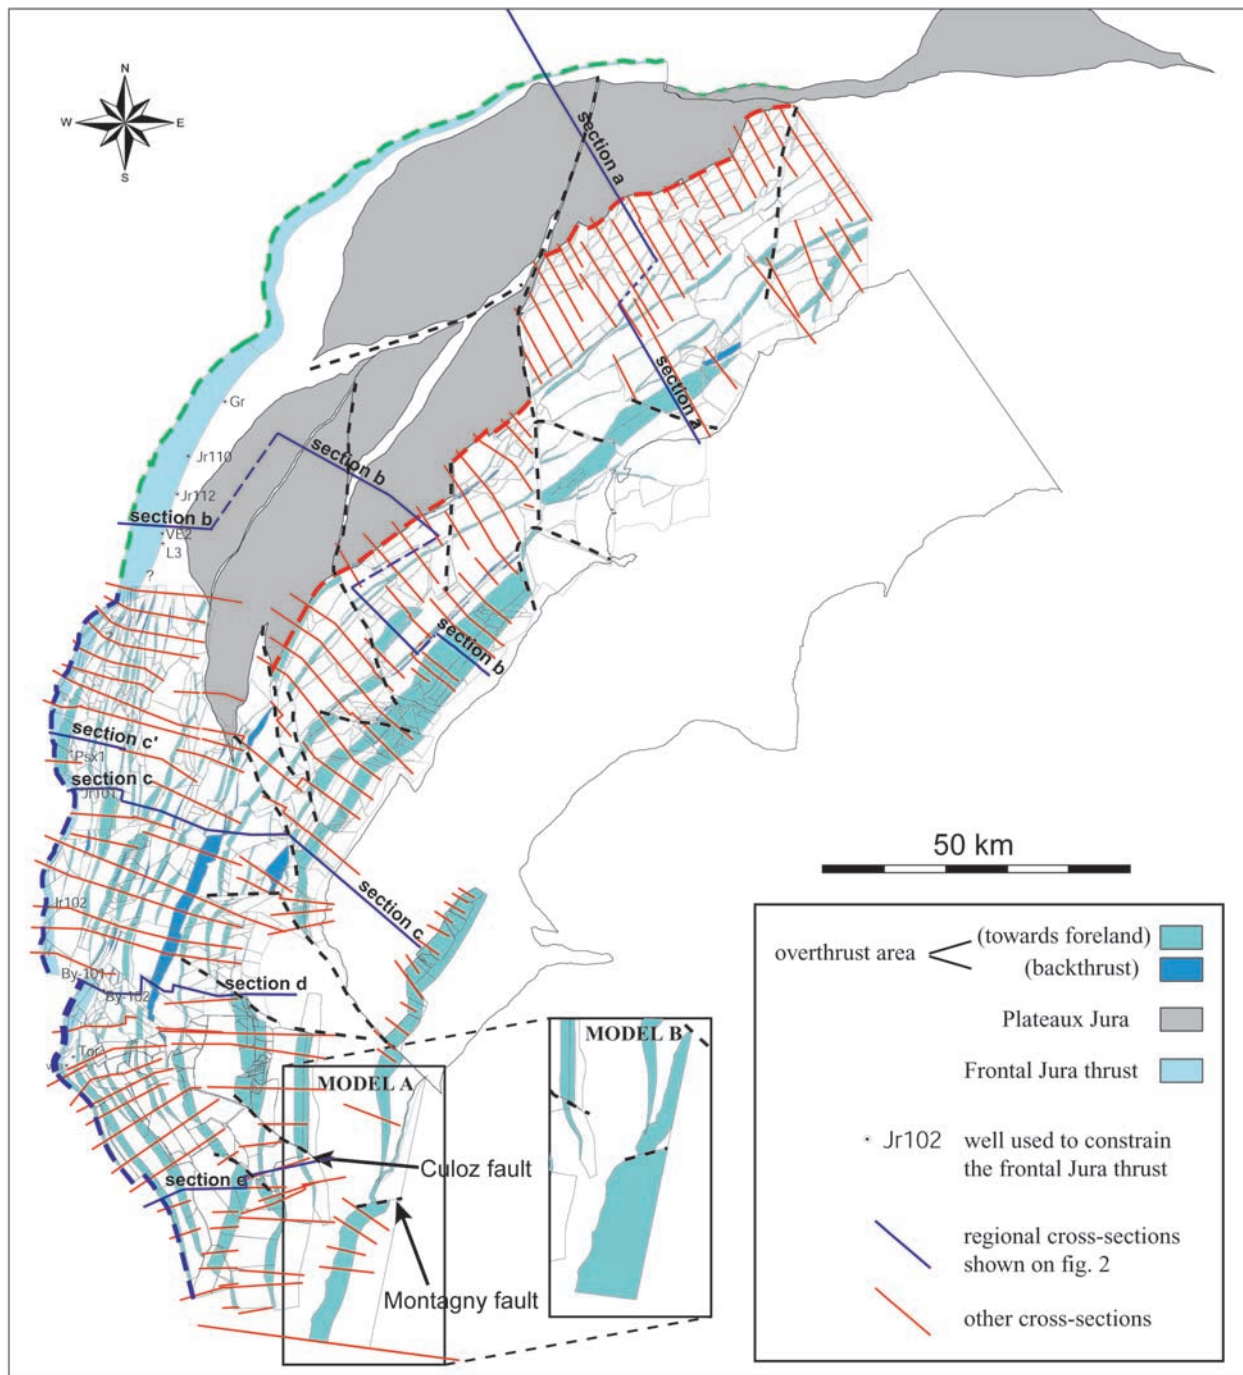 N
W E
S
section a
section a
Gr
Jr110
section b
Jr112
section b
VE2
L3
?
section b
section c'
Psx1
section c
Jr101
50 km
Jr102
section c
By-101
By-102
section d
Tor
MODEL A
MODEL B
Culoz fault
section e
Montagny fault
overthrust area
(towards foreland)
(backthrust)
Plateaux Jura
Frontal Jura thrust
Jr102
well used to constrain
the frontal Jura thrust
regional cross-sections
shown on fig. 2
other cross-sections